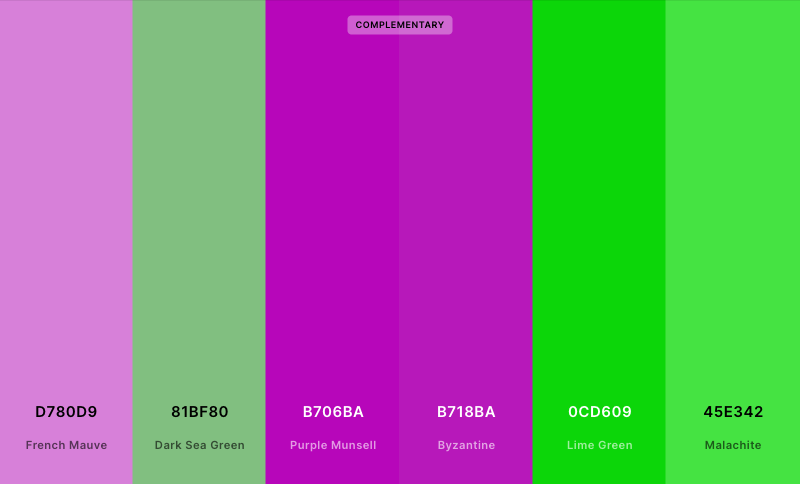 COMPLEMENTARY
D780D9
81BF80
B706BA
B718BA
0CD609
45E342
French Mauve
Dark Sea Green
Purple Munsell
Byzantine
Lime Green
Malachite